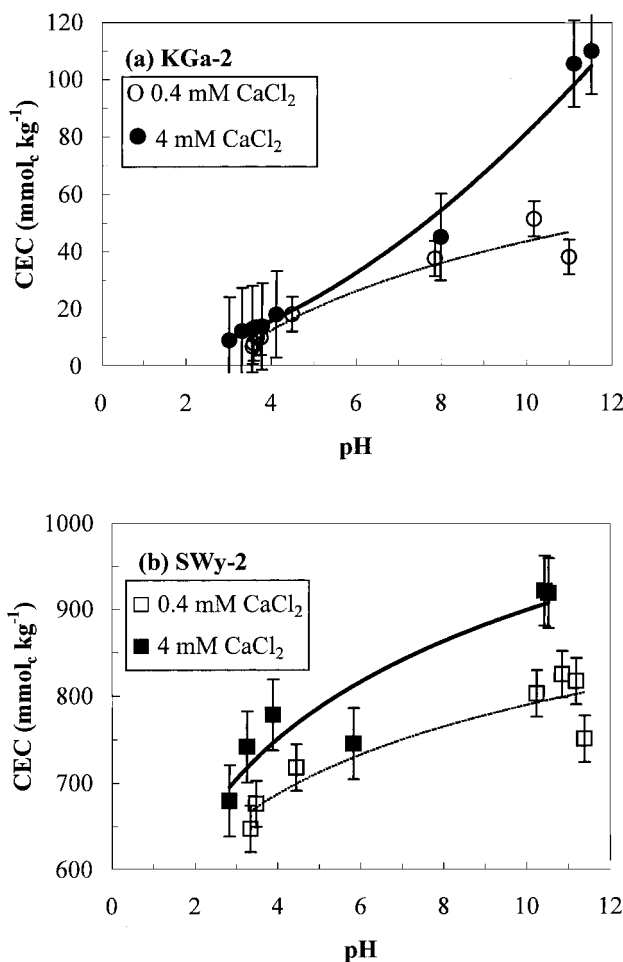 120
(a) KGa-2
100
○ 0.4 mM CaCl₂
80
● 4 mM CaCl₂
60
40
20
0
CEC (mmol_c kg⁻¹)
0 2 4 6 8 10 12
pH
1000
(b) SWy-2
□ 0.4 mM CaCl₂
900
■ 4 mM CaCl₂
800
700
600
CEC (mmol_c kg⁻¹)
0 2 4 6 8 10 12
pH